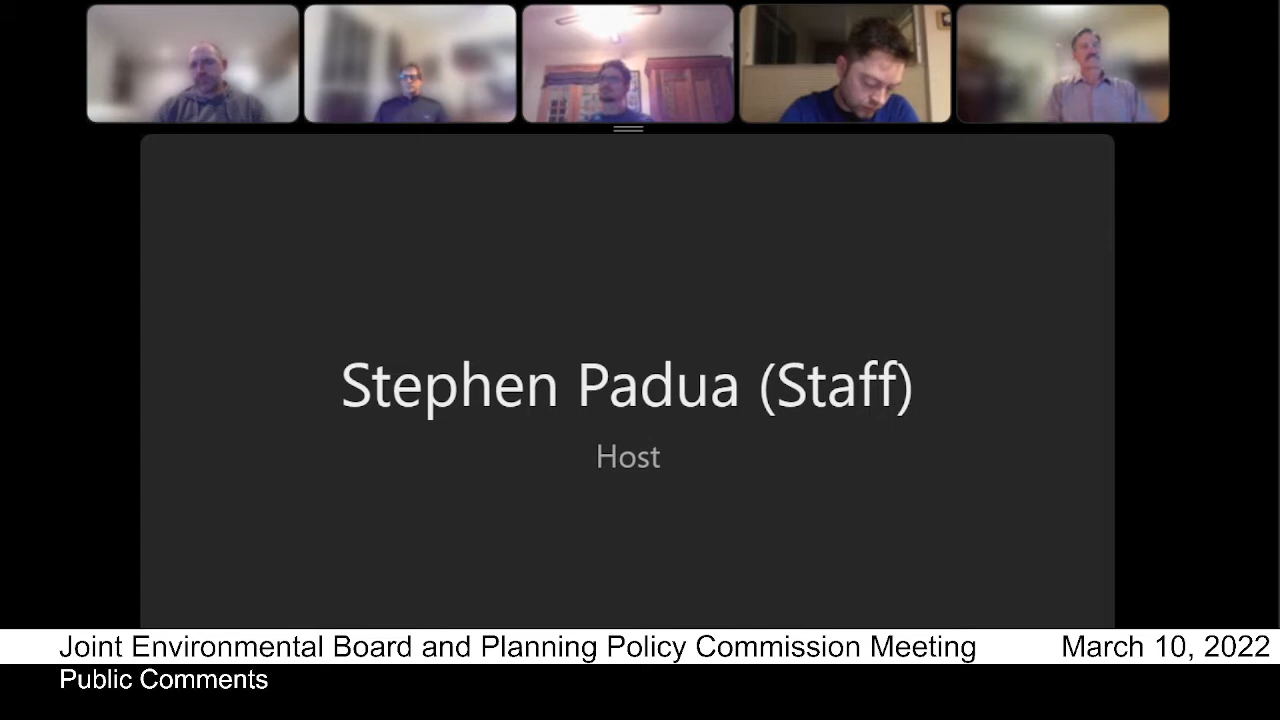 Stephen Padua (Staff)
Host
Joint Environmental Board and Planning Policy Commission Meeting March 10, 2022
Public Comments